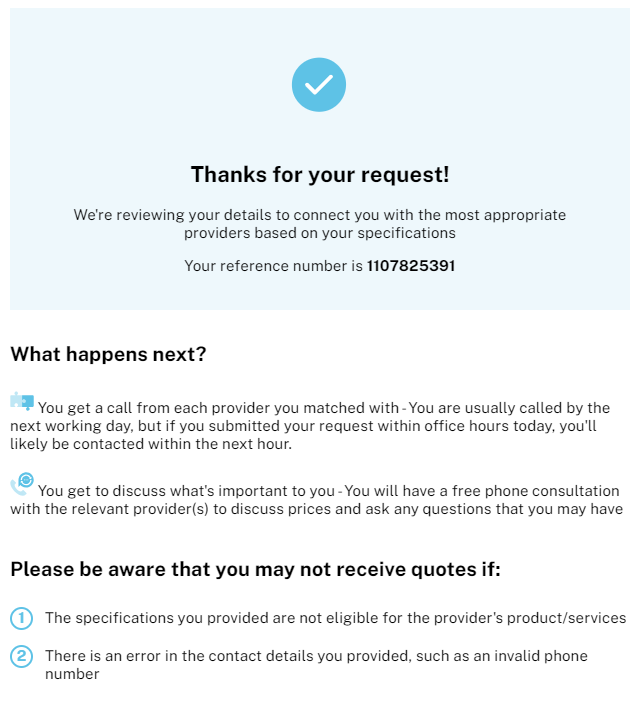 Thanks for your request!
We're reviewing your details to connect you with the most appropriate
providers based on your specifications
Your reference number is 1107825391
What happens next?
You get a call from each provider you matched with - You are usually called by the
next working day, but if you submitted your request within office hours today, you'll
likely be contacted within the next hour.
You get to discuss what's important to you - You will have a free phone consultation
with the relevant provider(s) to discuss prices and ask any questions that you may have
Please be aware that you may not receive quotes if:
1 The specifications you provided are not eligible for the provider's product/services
2 There is an error in the contact details you provided, such as an invalid phone
number